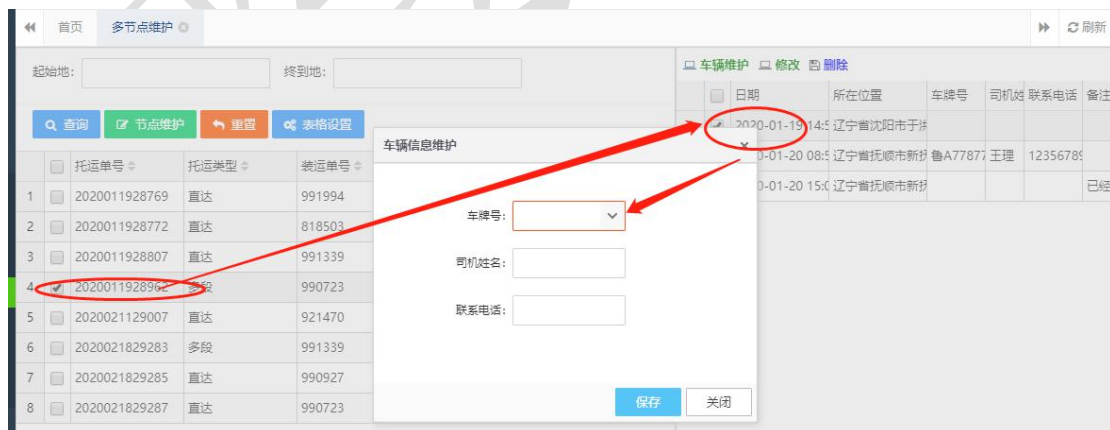 首页 多节点维护 刷新
起始地: 终到地:
车辆维护 修改 删除
日期 所在位置 车牌号 司机姓 联系电话 备注
查询 节点维护 重置 表格设置
2020-01-19 14:5 辽宁省沈阳市于洪
车辆信息维护
0-01-20 08:5 辽宁省抚顺市新抚 鲁A77877 王理 12356789
0-01-20 15:0 辽宁省抚顺市新抚 已经
托运单号 托运类型 装运单号
1 2020011928769 直达 991994
2 2020011928772 直达 818503
3 2020011928807 直达 991339
4 2020011928962 多段 990723
5 2020021129007 直达 921470
6 2020021829283 多段 991339
7 2020021829285 直达 990927
8 2020021829287 直达 990723
车牌号:
司机姓名:
联系电话:
保存 关闭